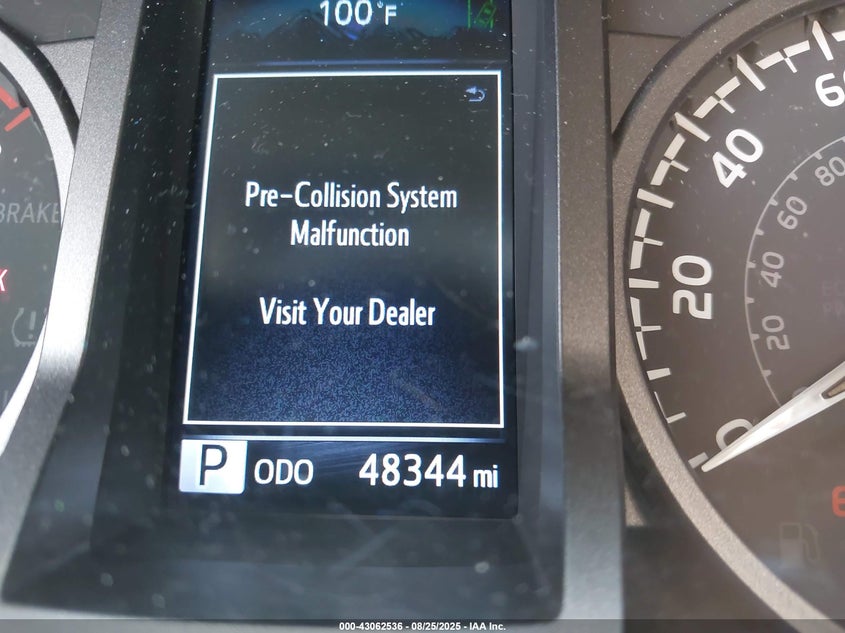 100°F
Pre-Collision System
Malfunction
Visit Your Dealer
P ODO 48344 mi
BRAKE
K
0 20 40 60
20 40 60 80
000-43062536 - 08/25/2025 - IAA Inc.